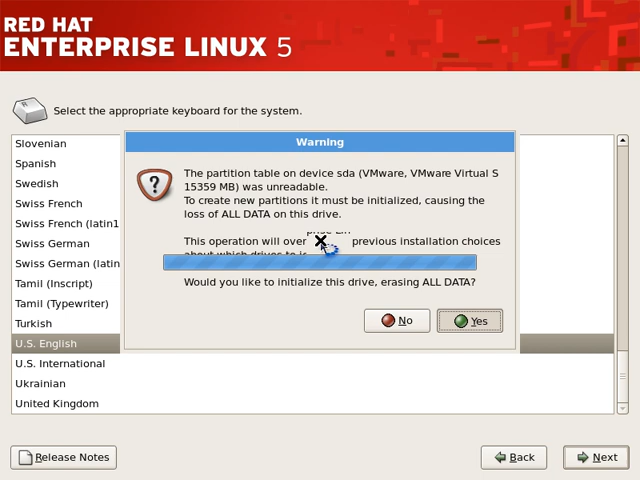 RED HAT
ENTERPRISE LINUX 5
Select the appropriate keyboard for the system.
Slovenian
Spanish
Swedish
Swiss French
Swiss French (latin1
Swiss German
Swiss German (latin
Tamil (Inscript)
Tamil (Typewriter)
Turkish
U.S. English
U.S. International
Ukrainian
United Kingdom
Warning
The partition table on device sda (VMware, VMware Virtual S
15359 MB) was unreadable.
To create new partitions it must be initialized, causing the
loss of ALL DATA on this drive.
This operation will over previous installation choices
Would you like to initialize this drive, erasing ALL DATA?
No
Yes
Release Notes
Back
Next